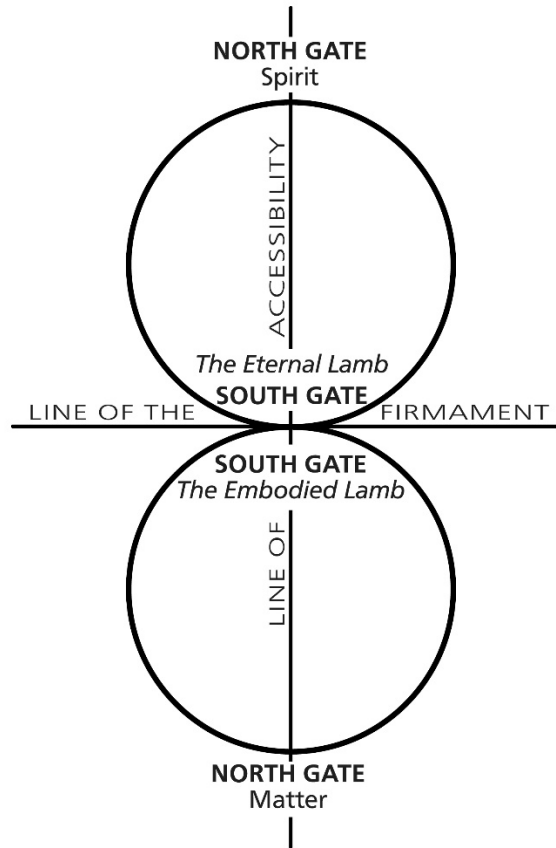 NORTH GATE
Spirit
ACCESSIBILITY
The Eternal Lamb
SOUTH GATE
LINE OF THE FIRMAMENT
SOUTH GATE
The Embodied Lamb
LINE OF
NORTH GATE
Matter